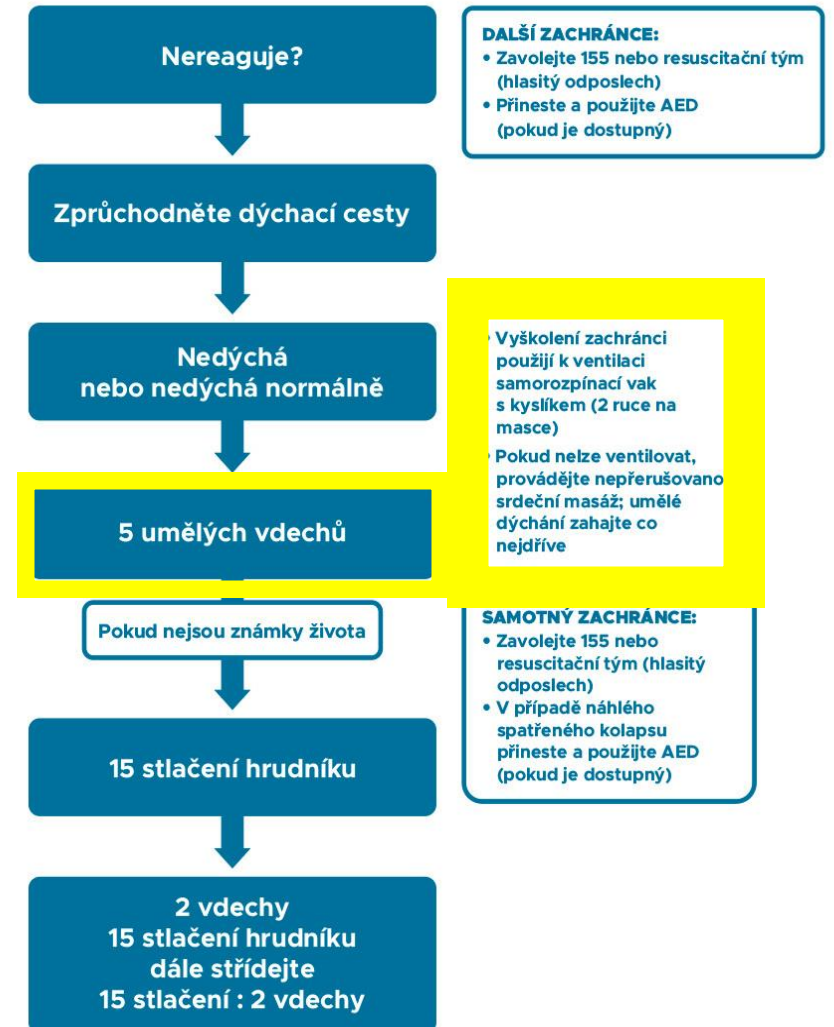 Nereaguje?
DALŠÍ ZACHRÁNCE:
• Zavolejte 155 nebo resuscitační tým
(hlasitý odposlech)
• Přineste a použijte AED
(pokud je dostupný)
Zprůchodněte dýchací cesty
Nedýchá
nebo nedýchá normálně
• Vyškolení zachránci
použijí k ventilaci
samorozpínací vak
s kyslíkem (2 ruce na
masce)
• Pokud nelze ventilovat,
provádějte nepřerušovano
srdeční masáž; umělé
dýchání zahajte co
nejdříve
5 umělých vdechů
Pokud nejsou známky života
SAMOTNÝ ZACHRÁNCE:
• Zavolejte 155 nebo
resuscitační tým (hlasitý
odposlech)
• V případě náhlého
spatřeného kolapsu
přineste a použijte AED
(pokud je dostupný)
15 stlačení hrudníku
2 vdechy
15 stlačení hrudníku
dále střídejte
15 stlačení : 2 vdechy